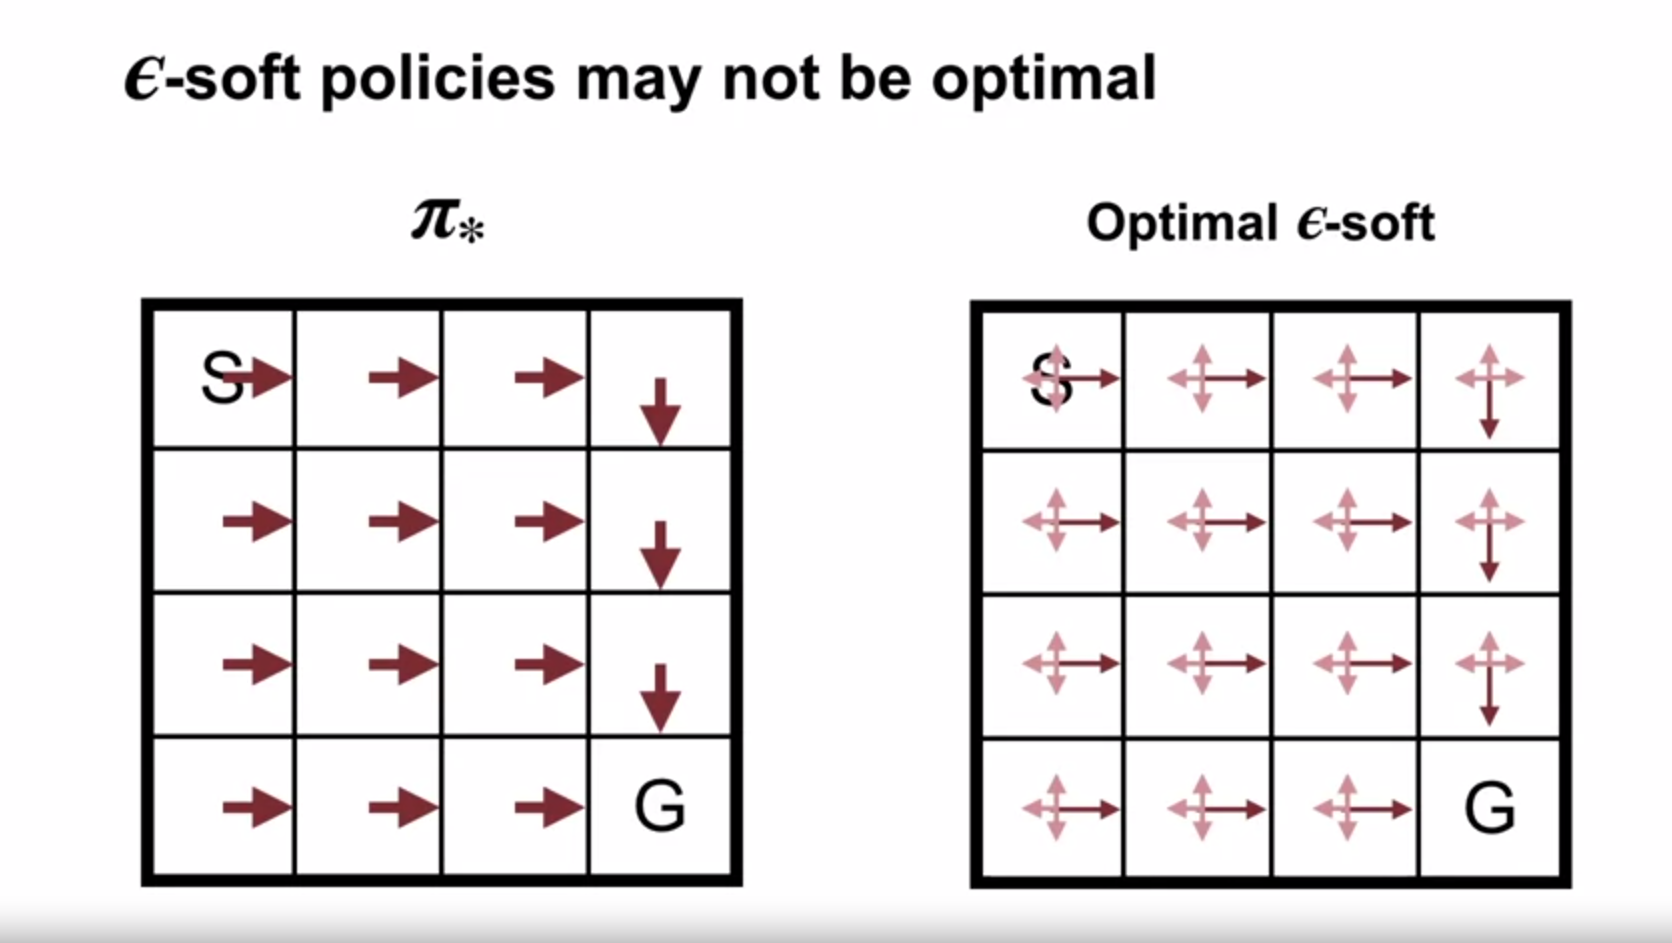 ϵ-soft policies may not be optimal
π*
Optimal ϵ-soft
S
G
S
G